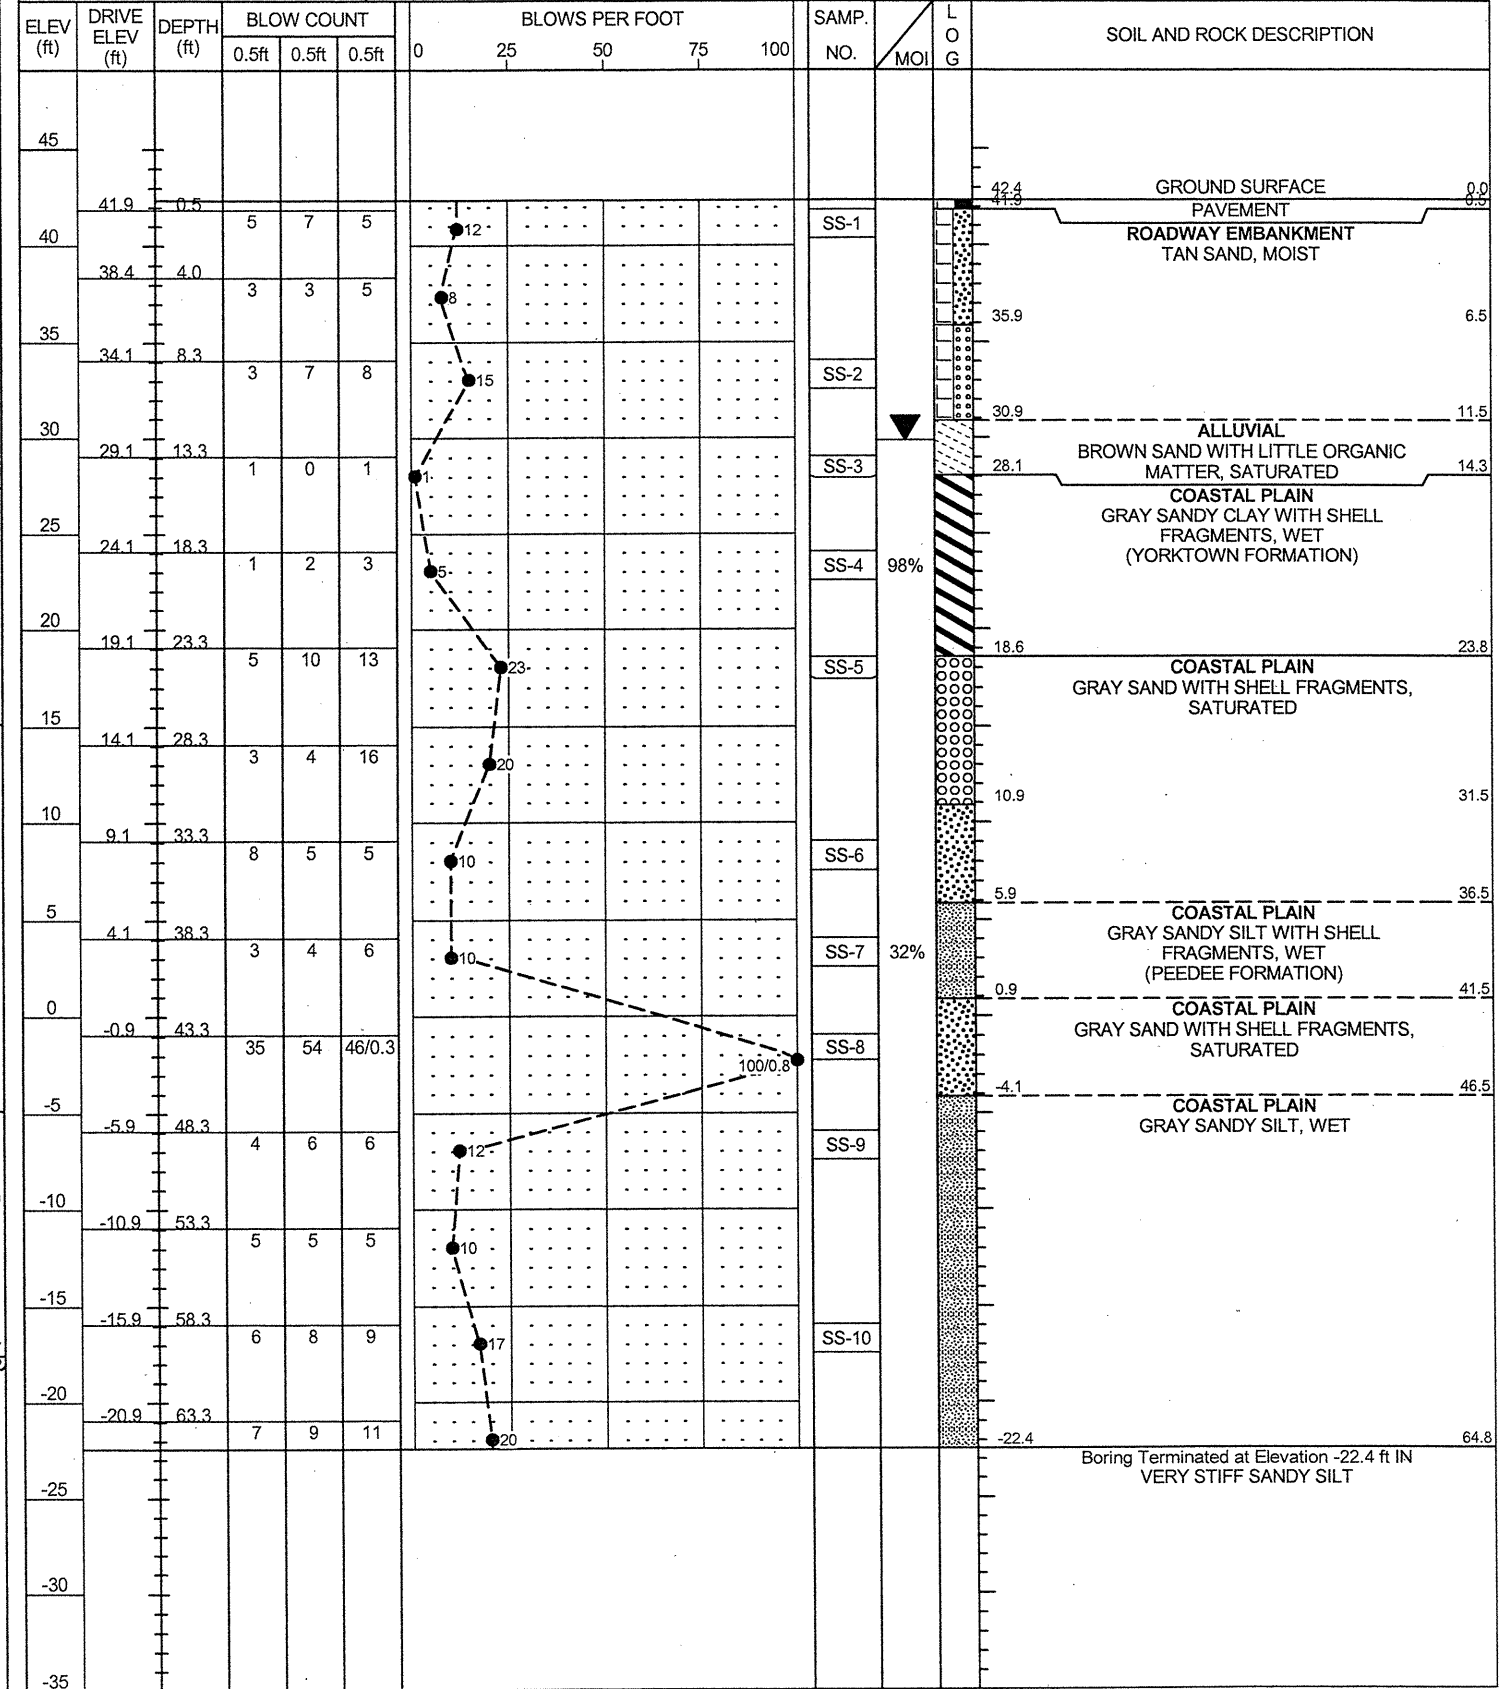 ELEV (ft) DRIVE ELEV (ft) DEPTH (ft) BLOW COUNT BLOWS PER FOOT SAMP. NO. MOI LOG SOIL AND ROCK DESCRIPTION
0.5ft 0.5ft 0.5ft 0 25 50 75 100
45
42.4 GROUND SURFACE 0.0
41.9 0.5 41.9 PAVEMENT 0.5
5 7 5 12 SS-1
ROADWAY EMBANKMENT
40
TAN SAND, MOIST
38.4 4.0
3 3 5 8
35.9 6.5
35
34.1 8.3
3 7 8 15 SS-2
30.9 11.5
30
ALLUVIAL
BROWN SAND WITH LITTLE ORGANIC
29.1 13.3
1 0 1 1 SS-3
28.1 MATTER, SATURATED 14.3
COASTAL PLAIN
GRAY SANDY CLAY WITH SHELL
25
FRAGMENTS, WET
24.1 18.3
(YORKTOWN FORMATION)
1 2 3 5 SS-4 98%
20
19.1 23.3
18.6 23.8
5 10 13 23 SS-5
COASTAL PLAIN
GRAY SAND WITH SHELL FRAGMENTS,
SATURATED
15
14.1 28.3
3 4 16 20
10.9 31.5
10
9.1 33.3
8 5 5 10 SS-6
5.9 36.5
5
COASTAL PLAIN
4.1 38.3
GRAY SANDY SILT WITH SHELL
3 4 6 10 SS-7 32%
FRAGMENTS, WET
(PEEDEE FORMATION)
0.9 41.5
0
COASTAL PLAIN
-0.9 43.3
GRAY SAND WITH SHELL FRAGMENTS,
35 54 46/0.3 SS-8
SATURATED
100/0.8
-4.1 46.5
-5
COASTAL PLAIN
-5.9 48.3
GRAY SANDY SILT, WET
4 6 6 12 SS-9
-10
-10.9 53.3
5 5 5 10
-15
-15.9 58.3
6 8 9 17 SS-10
-20
-20.9 63.3
7 9 11 20
-22.4 64.8
Boring Terminated at Elevation -22.4 ft IN
VERY STIFF SANDY SILT
-25
-30
-35